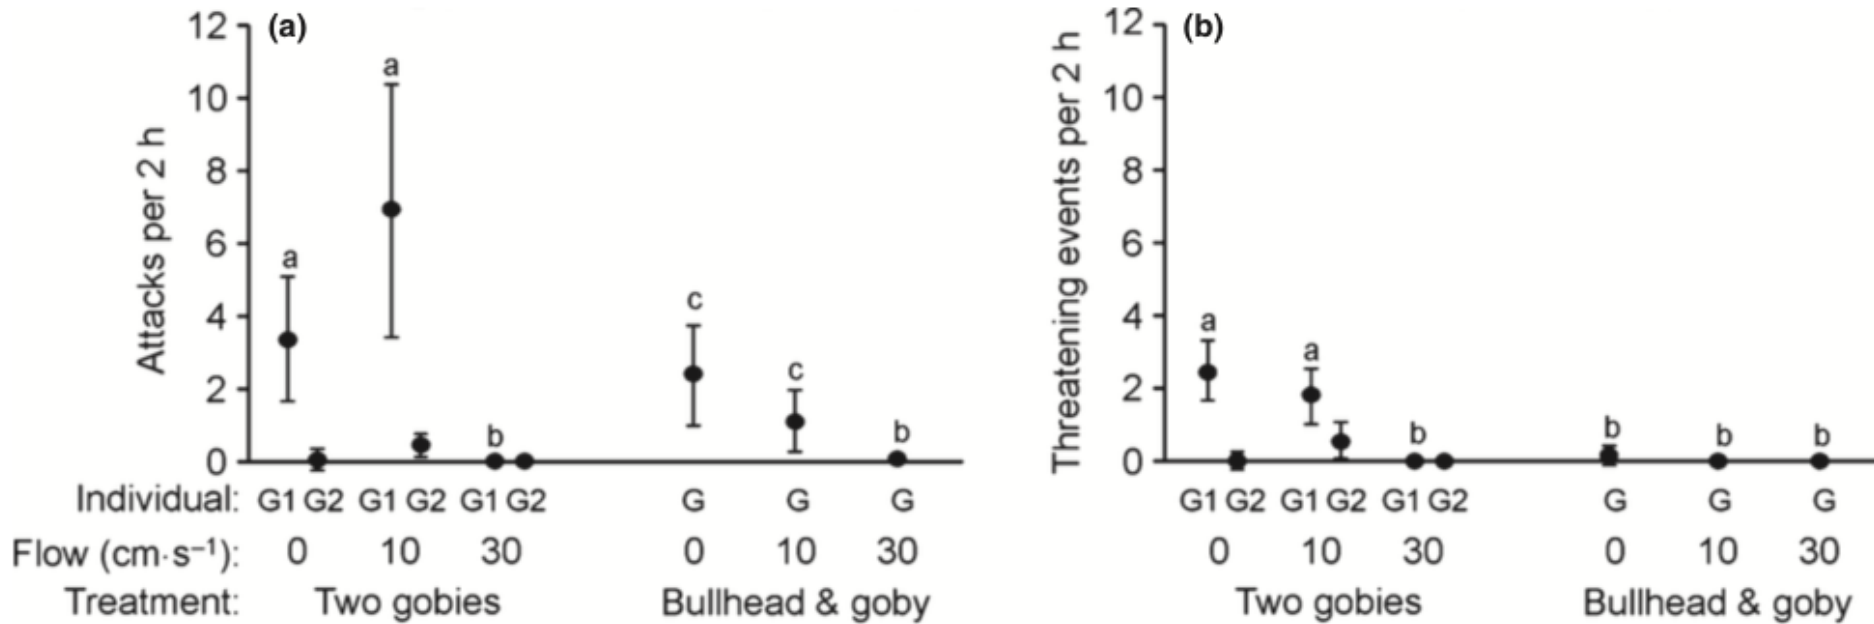 (a)
Attacks per 2 h
12
10
8
6
4
2
0
a
a
b
c
c
b
Individual: G1 G2 G1 G2 G1 G2 G G G
Flow (cm·s⁻¹): 0 10 30 0 10 30
Treatment: Two gobies Bullhead & goby
(b)
Threatening events per 2 h
12
10
8
6
4
2
0
a
a
b
b
b
b
G1 G2 G1 G2 G1 G2 G G G
0 10 30 0 10 30
Two gobies Bullhead & goby